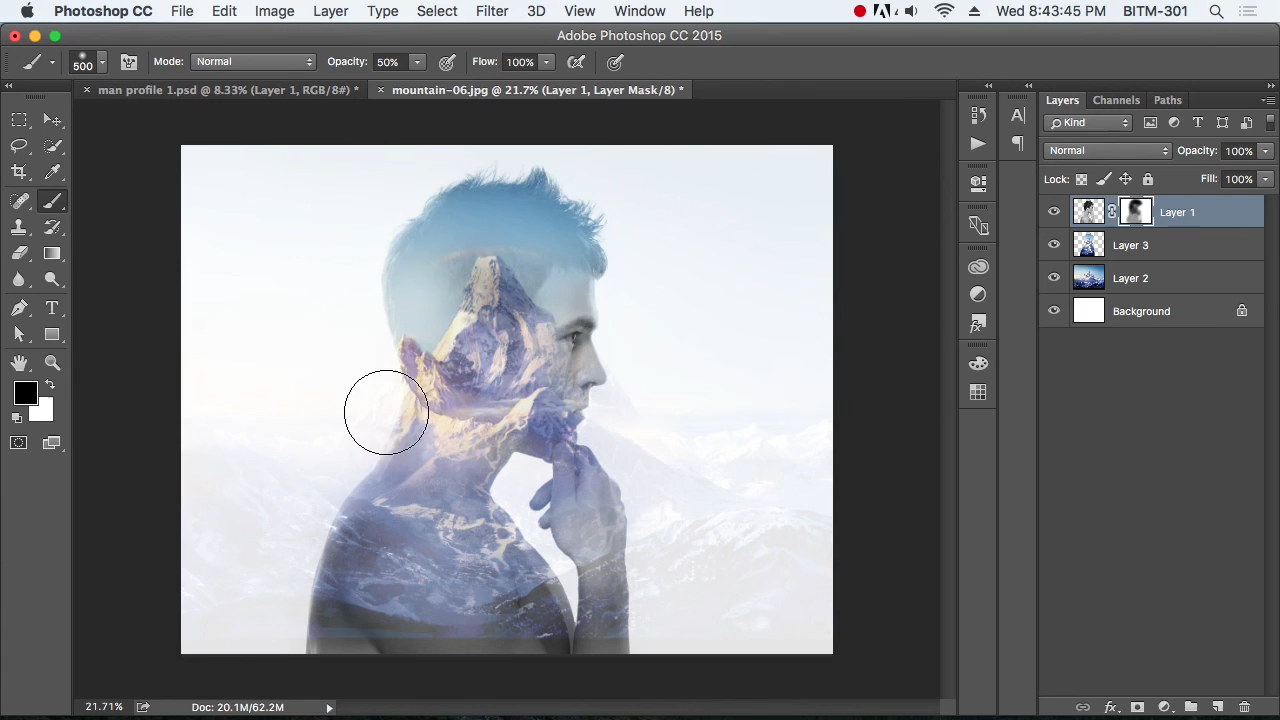 Photoshop CC File Edit Image Layer Type Select Filter 3D View Window Help Wed 8:43:45 PM BITM-301
Adobe Photoshop CC 2015
500 Mode: Normal Opacity: 50% Flow: 100%
man profile 1.psd @ 8.33% (Layer 1, RGB/8#) * mountain-06.jpg @ 21.7% (Layer 1, Layer Mask/8) *
Layers Channels Paths
Kind
Normal Opacity: 100%
Lock: Fill: 100%
Layer 1
Layer 3
Layer 2
Background
21.71% Doc: 20.1M/62.2M